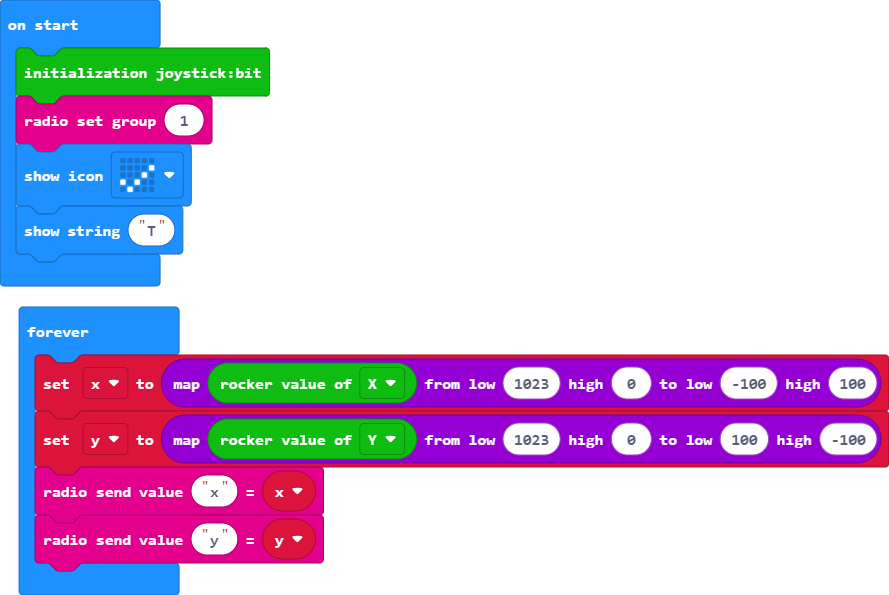 on start
initialization joystick:bit
radio set group 1
show icon
show string "T"
forever
set x to map rocker value of X from low 1023 high 0 to low -100 high 100
set y to map rocker value of Y from low 1023 high 0 to low 100 high -100
radio send value "x" = x
radio send value "y" = y